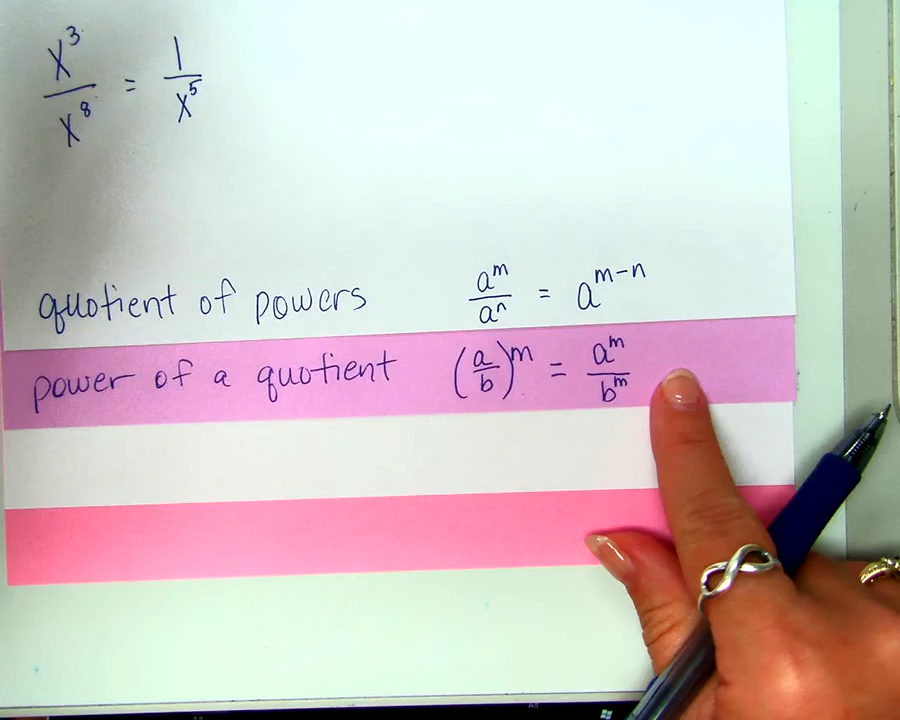 x³/x⁸ = 1/x⁵
quotient of powers aᵐ/aⁿ = aᵐ⁻ⁿ
power of a quotient (a/b)ᵐ = aᵐ/bᵐ